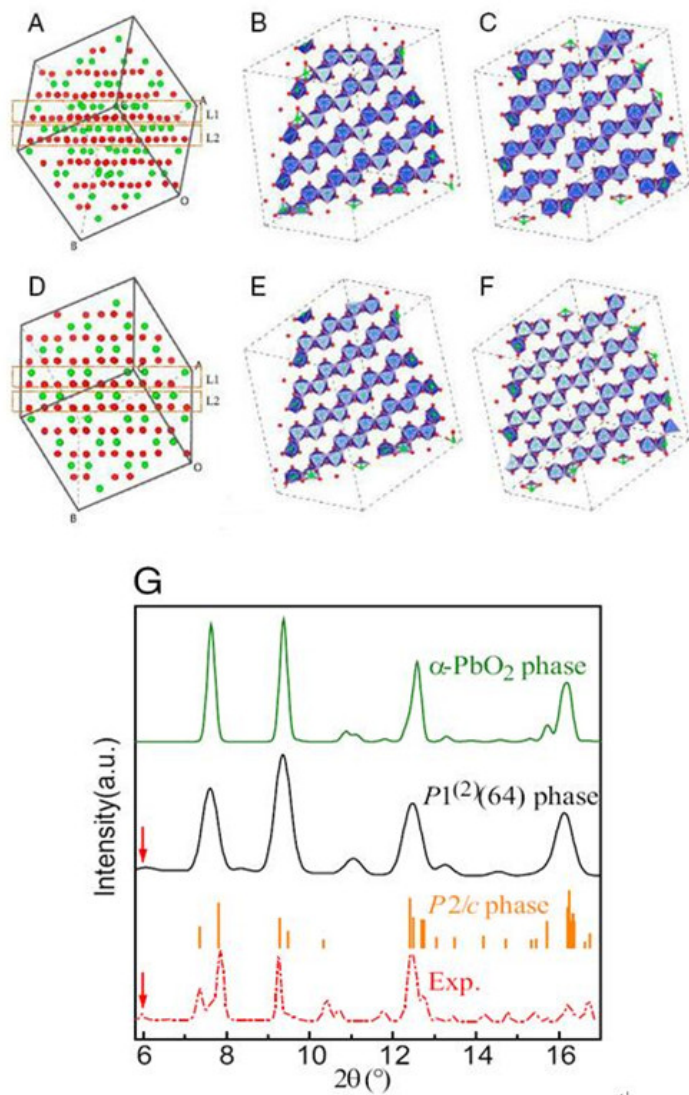 A
B
C
A
L1
L2
O
B
D
E
F
A
L1
L2
O
B
G
Intensity(a.u.)
α-PbO₂ phase
P1⁽²⁾(64) phase
P2/c phase
Exp.
6 8 10 12 14 16
2θ(°)